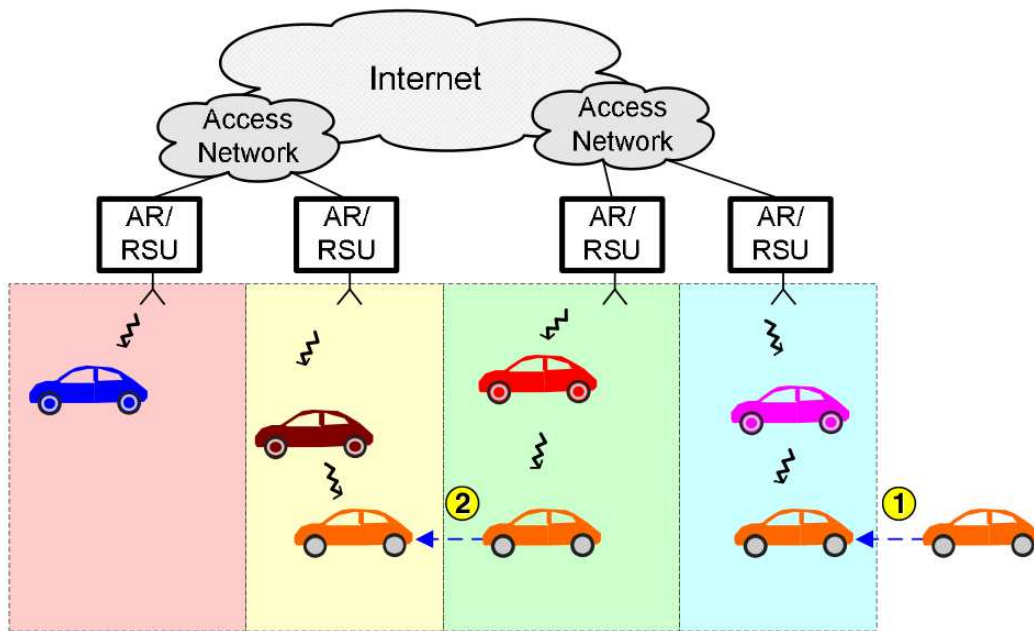 Internet
Access
Network
Access
Network
AR/
RSU
AR/
RSU
AR/
RSU
AR/
RSU
2
1